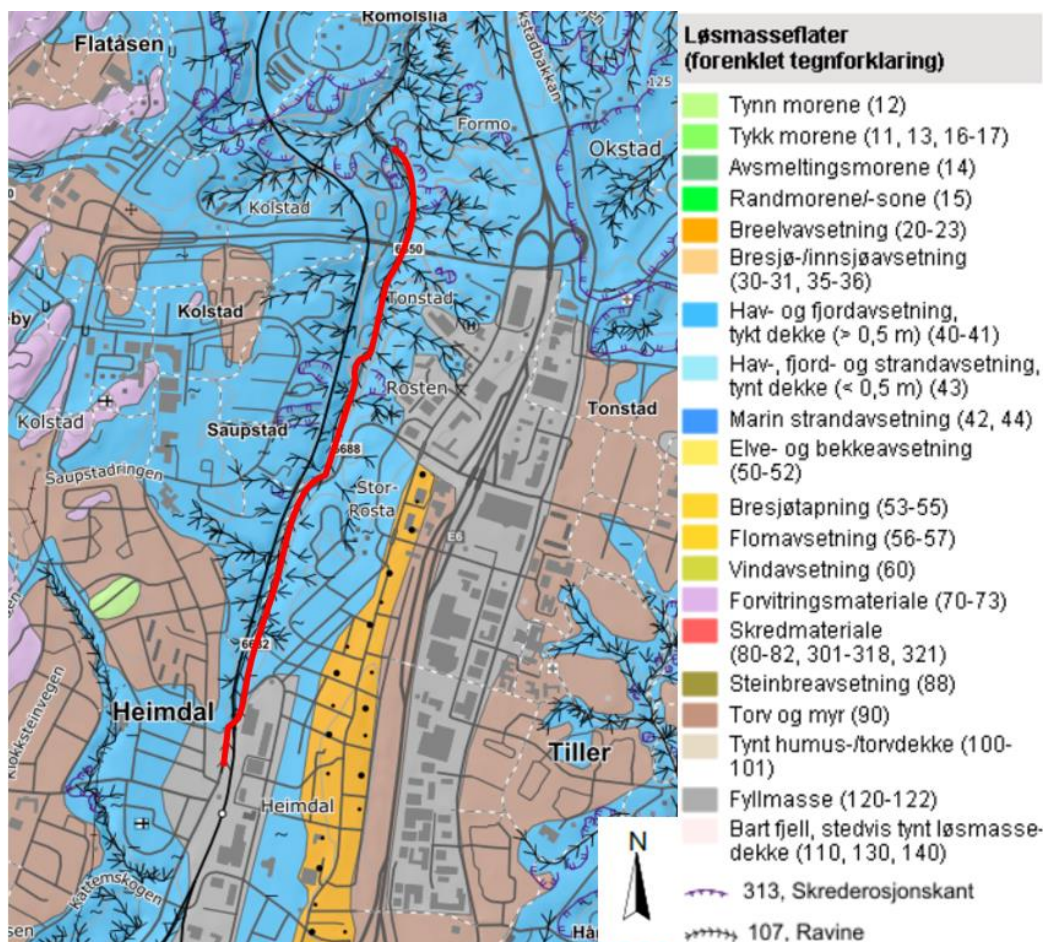 Romolslia
Flatåsen
125
Formo
Okstad
Kolstad
6650
Tonstad
Kolstad
Rosten
Kolstad
Tonstad
Saupstad
Saupstadringen
6688
Stor-
Rosta
E6
6682
Klokksteinvegen
Heimdal
Tiller
Heimdal
Kattemskogen
N
Løsmasseflater
(forenklet tegnforklaring)
Tynn morene (12)
Tykk morene (11, 13, 16-17)
Avsmeltingsmorene (14)
Randmorene/-sone (15)
Breelvavsetning (20-23)
Bresjø-/innsjøavsetning
(30-31, 35-36)
Hav- og fjordavsetning,
tykt dekke (> 0,5 m) (40-41)
Hav-, fjord- og strandavsetning,
tynt dekke (< 0,5 m) (43)
Marin strandavsetning (42, 44)
Elve- og bekkeavsetning
(50-52)
Bresjøtapning (53-55)
Flomavsetning (56-57)
Vindavsetning (60)
Forvitringsmateriale (70-73)
Skredmateriale
(80-82, 301-318, 321)
Steinbreavsetning (88)
Torv og myr (90)
Tynt humus-/torvdekke (100-
101)
Fyllmasse (120-122)
Bart fjell, stedvis tynt løsmasse-
dekke (110, 130, 140)
313, Skrederosjonskant
107, Ravine